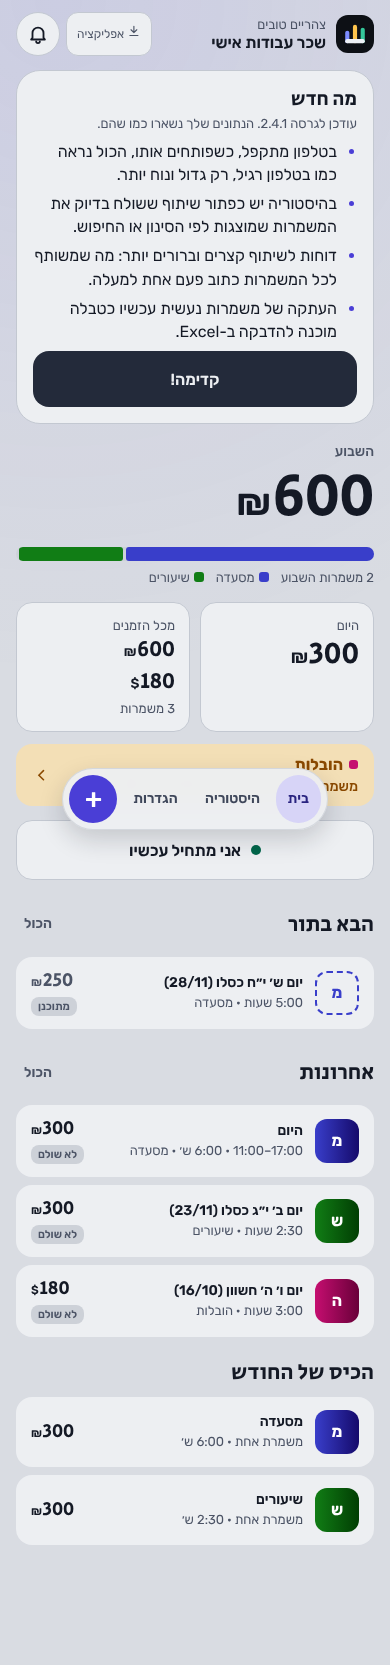 צהריים טובים
שכר עבודות אישי
אפליקציה
מה חדש
עודכן לגרסה 2.4.1. הנתונים שלך נשארו כמו שהם.
• בטלפון מתקפל, כשפותחים אותו, הכול נראה
כמו בטלפון רגיל, רק גדול ונוח יותר.
• בהיסטוריה יש כפתור שיתוף ששולח בדיוק את
המשמרות שמוצגות לפי הסינון או החיפוש.
• דוחות לשיתוף קצרים וברורים יותר: מה שמשותף
לכל המשמרות כתוב פעם אחת למעלה.
• העתקה של משמרות נעשית עכשיו כטבלה
מוכנה להדבקה ב-Excel.
קדימה!
השבוע
₪600
2 משמרות השבוע
מסעדה
שיעורים
היום
₪300
מכל הזמנים
₪600
$180
3 משמרות
הובלות
בית
היסטוריה
הגדרות
+
אני מתחיל עכשיו
הבא בתור
הכול
מ
יום ש׳ י״ח כסלו (28/11)
5:00 שעות • מסעדה
₪250
מתוכנן
אחרונות
הכול
מ
היום
11:00–17:00 • 6:00 ש׳ • מסעדה
₪300
לא שולם
ש
יום ב׳ י״ג כסלו (23/11)
2:30 שעות • שיעורים
₪300
לא שולם
ה
יום ו׳ ה׳ חשוון (16/10)
3:00 שעות • הובלות
$180
לא שולם
הכיס של החודש
מ
מסעדה
משמרת אחת • 6:00 ש׳
₪300
ש
שיעורים
משמרת אחת • 2:30 ש׳
₪300